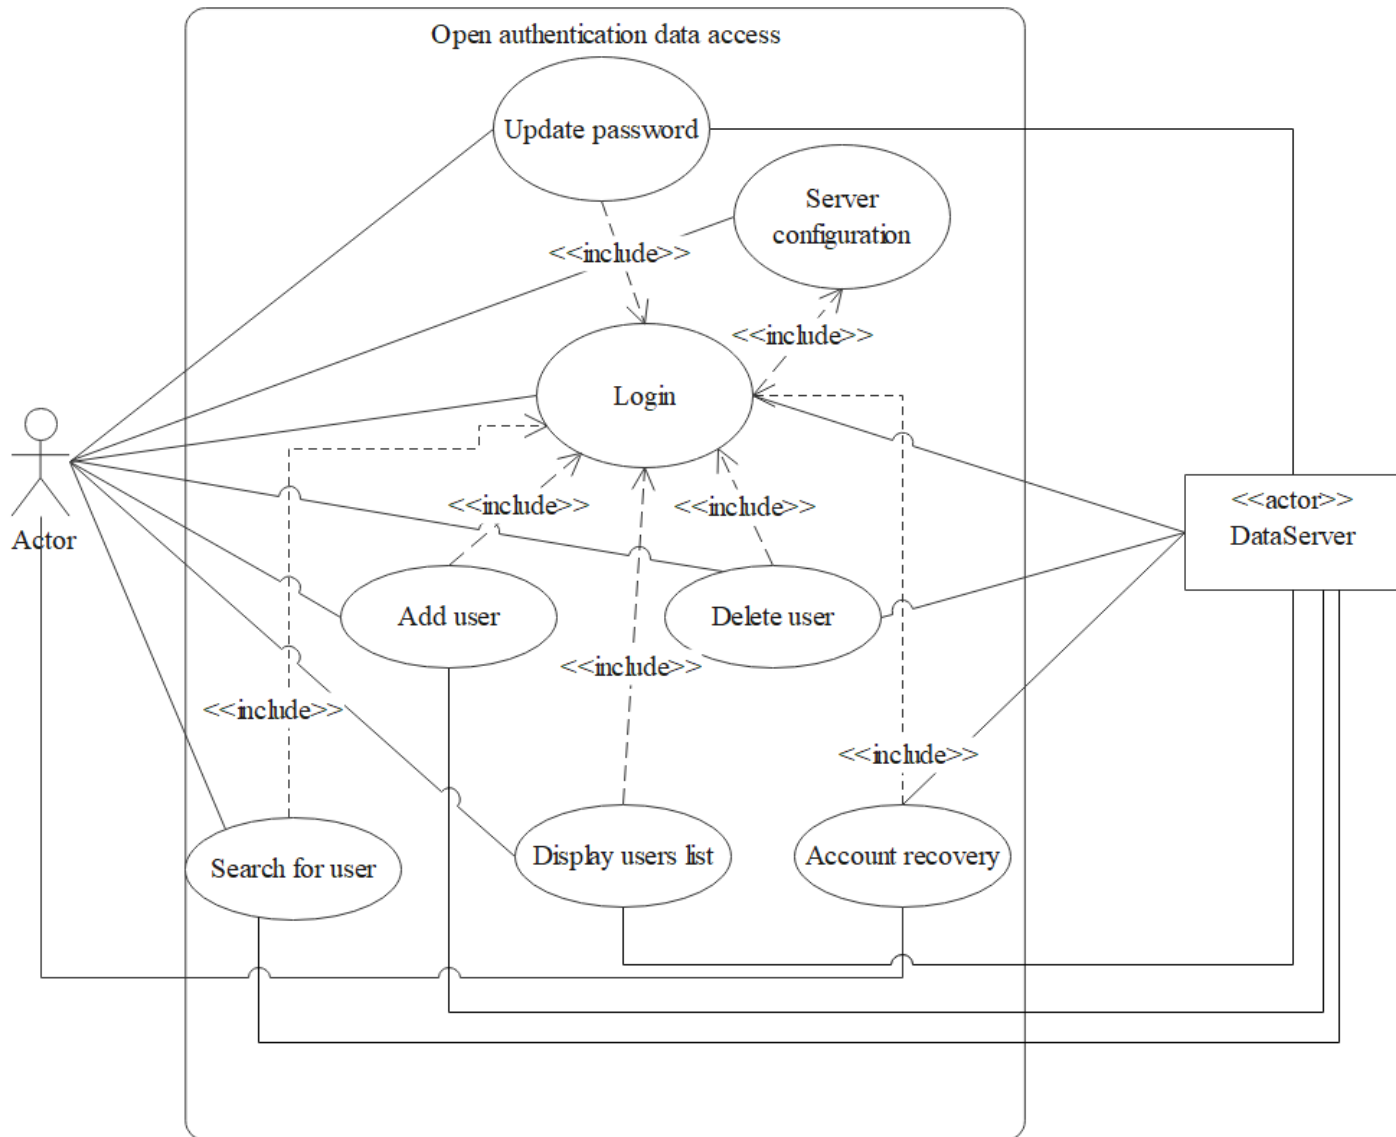 Open authentication data access
Update password
Server
configuration
<<include>>
<<include>>
Login
<<include>>
<<include>>
<<actor>>
DataServer
Actor
Add user
Delete user
<<include>>
<<include>>
<<include>>
Search for user
Display users list
Account recovery